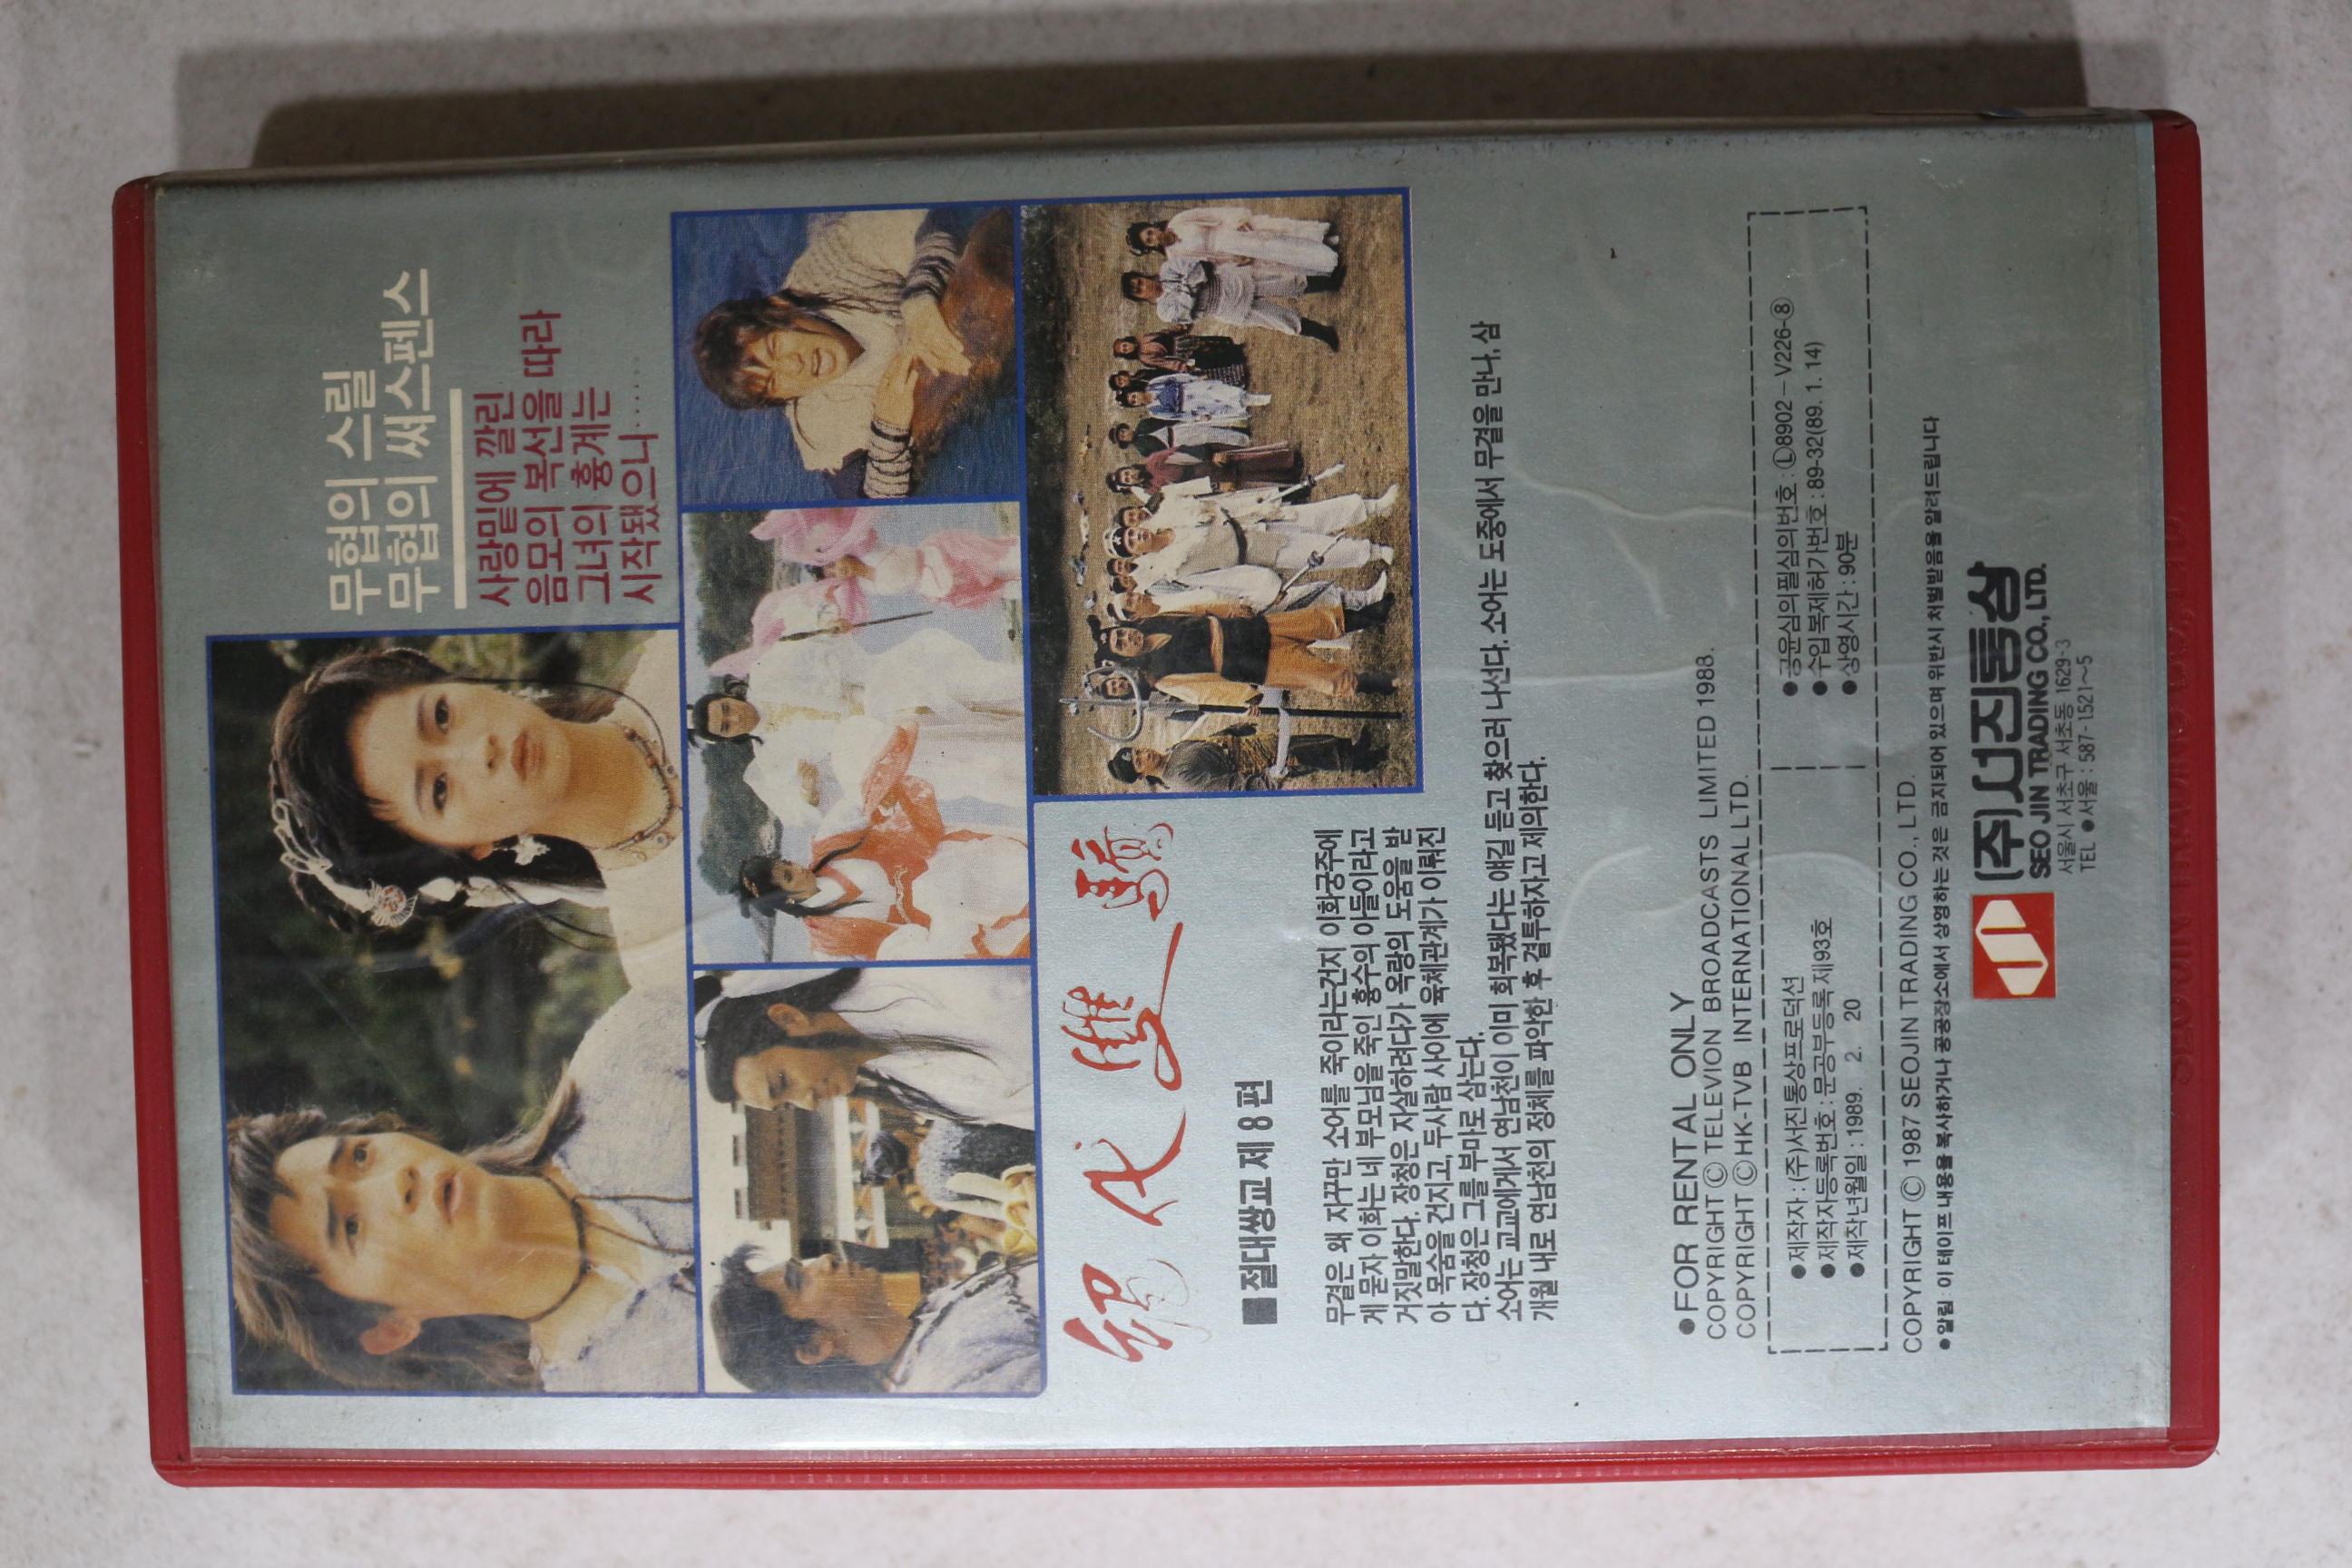 무협의 스릴
무협의 써스펜스
사랑밑에 깔린
음모의 복선을 따라
그녀의 흉계는
시작됐으니……
絕代雙驕
■절대쌍교 제 8 편
무결은 왜 자꾸만 소어를 죽이라는건지 이화궁주에
게 묻자 이화는 네 부모님을 죽인 흉수의 아들이라고
거짓말한다. 장청은 자살하려다가 옥랑의 도움을 받
아 목숨을 건지고, 두사람 사이에 육체관계가 이뤄진
다. 장청은 그를 부마로 삼는다.
소어는 교교에게서 연남천이 이미 회복됐다는 얘길 듣고 찾으러 나선다. 소어는 도중에서 무결을 만나, 삼
개월 내로 연남천의 정체를 파악한 후 결투하자고 제의한다.
●FOR RENTAL ONLY
COPYRIGHT Ⓒ TELEVION BROADCASTS LIMITED 1988.
COPYRIGHT Ⓒ HK-TVB INTERNATIONAL LTD.
●제작자 : (주)서진통상프로덕션
●제작자등록번호 : 문공부등록 제93호
●제작년월일 : 1989. 2. 20
●공윤심의필심의번호 : Ⓛ8902－V226-⑧
●수입복제허가번호 : 89-32(89. 1. 14)
●상영시간 : 90분
COPYRIGHT Ⓒ 1987 SEOJIN TRADING CO., LTD.
●알림 : 이 테이프 내용을 복사하거나 공공장소에서 상영하는 것은 금지되어 있으며 위반시 처벌받음을 알려드립니다
(주)서진통상
SEO JIN TRADING CO., LTD.
서울시 서초구 서초동 1629-3
TEL ●서울 : 587-1521~5